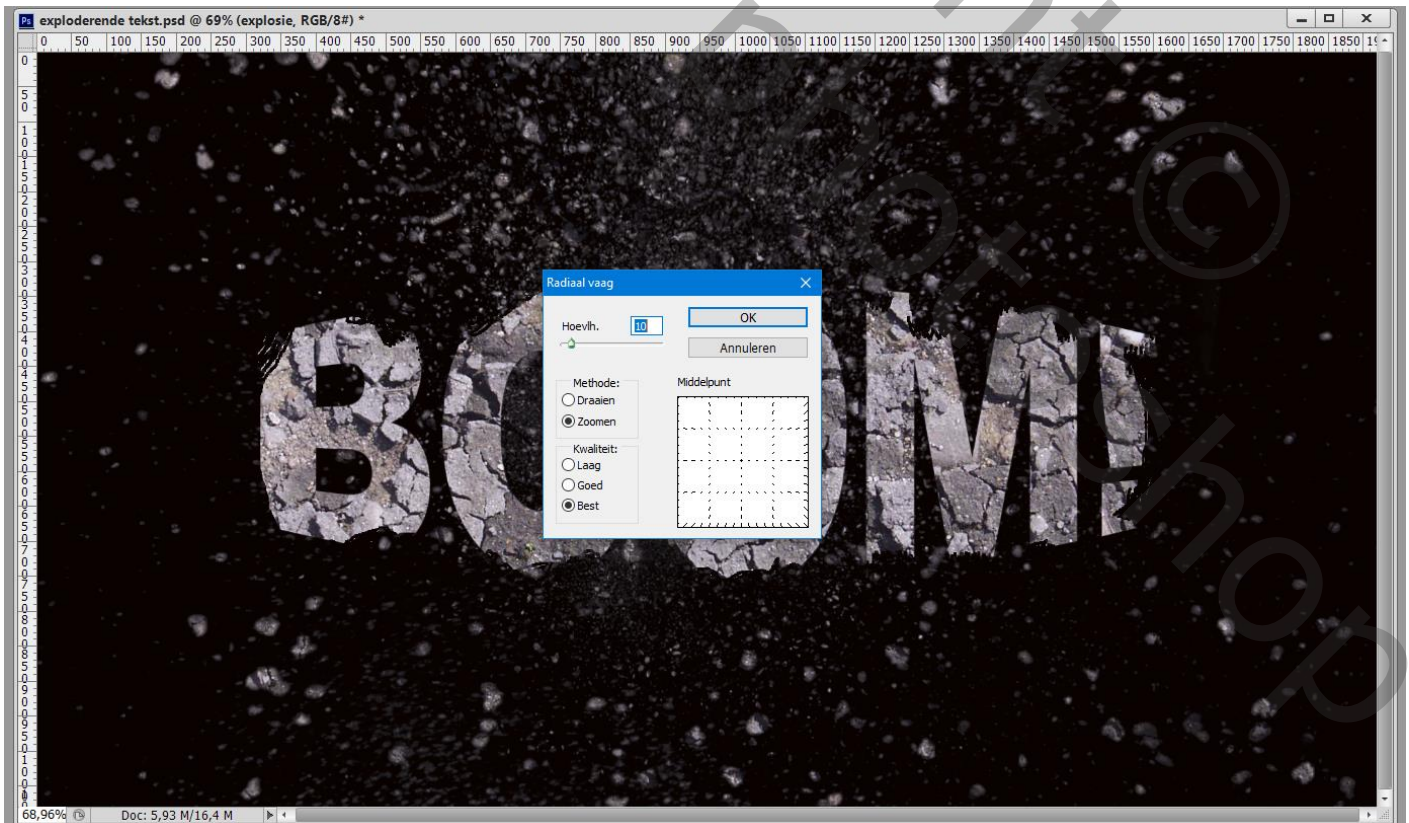 Ps exploderende tekst.psd @ 69% (explosie, RGB/8#) *
0 50 100 150 200 250 300 350 400 450 500 550 600 650 700 750 800 850 900 950 1000 1050 1100 1150 1200 1250 1300 1350 1400 1450 1500 1550 1600 1650 1700 1750 1800 1850
BOOM!
Radiaal vaag
Hoevlh. 10
OK
Annuleren
Methode:
Draaien
Zoomen
Middelpunt
Kwaliteit:
Laag
Goed
Best
68,96% Doc: 5,93 M/16,4 M